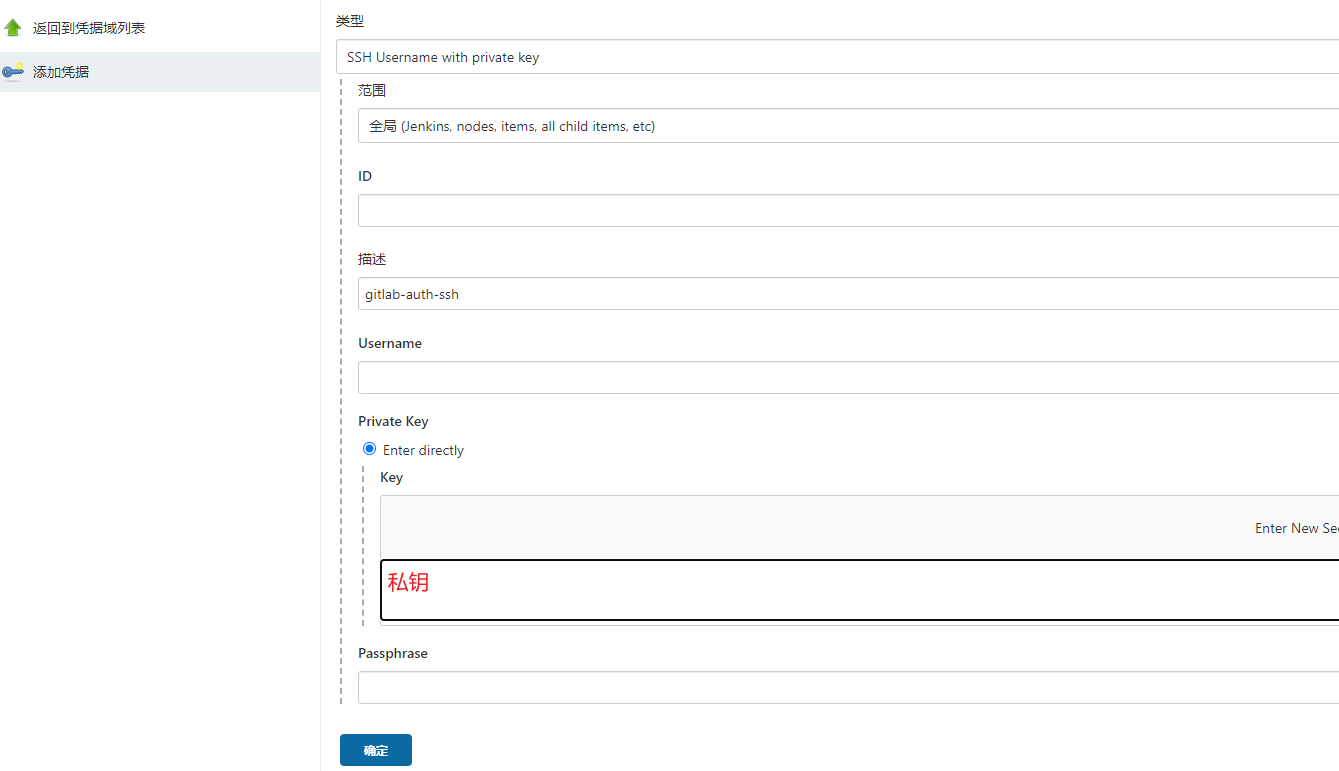 返回到凭据域列表
添加凭据
类型
SSH Username with private key
范围
全局 (Jenkins, nodes, items, all child items, etc)
ID
描述
gitlab-auth-ssh
Username
Private Key
Enter directly
Key
Enter New Sec
私钥
Passphrase
确定